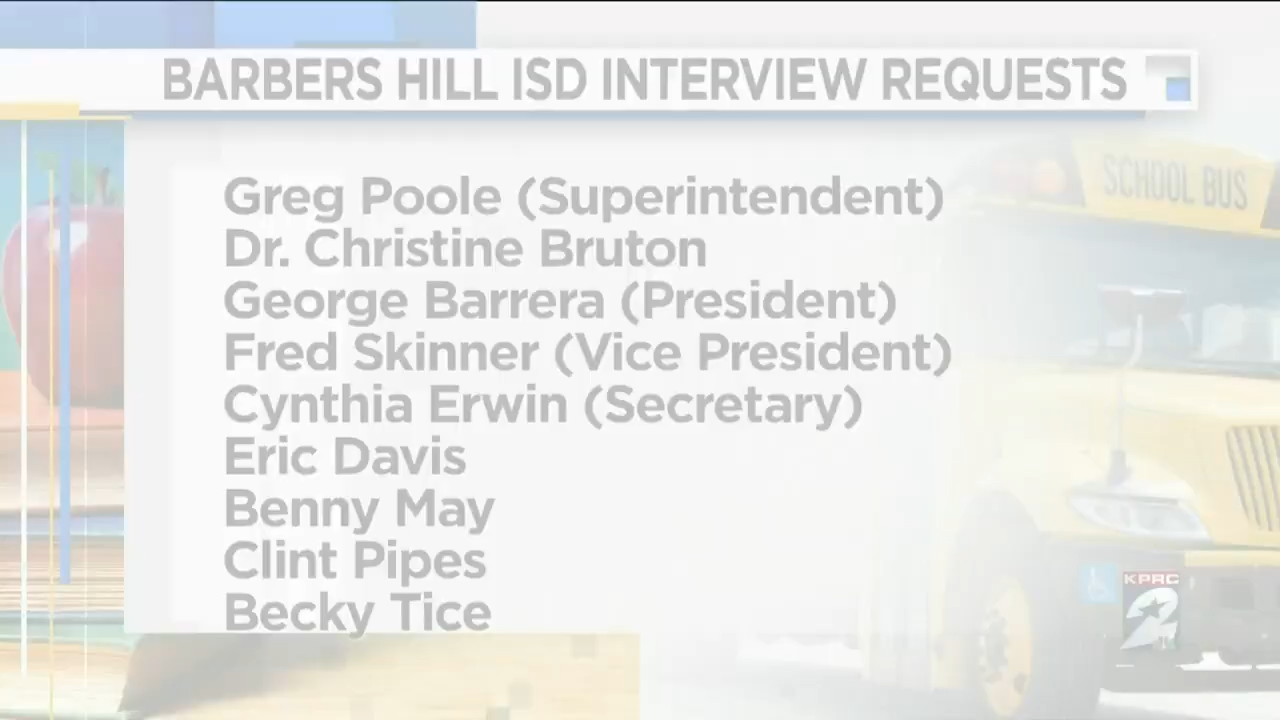 BARBERS HILL ISD INTERVIEW REQUESTS
Greg Poole (Superintendent)
Dr. Christine Bruton
George Barrera (President)
Fred Skinner (Vice President)
Cynthia Erwin (Secretary)
Eric Davis
Benny May
Clint Pipes
Becky Tice
SCHOOL BUS
KPRC
2